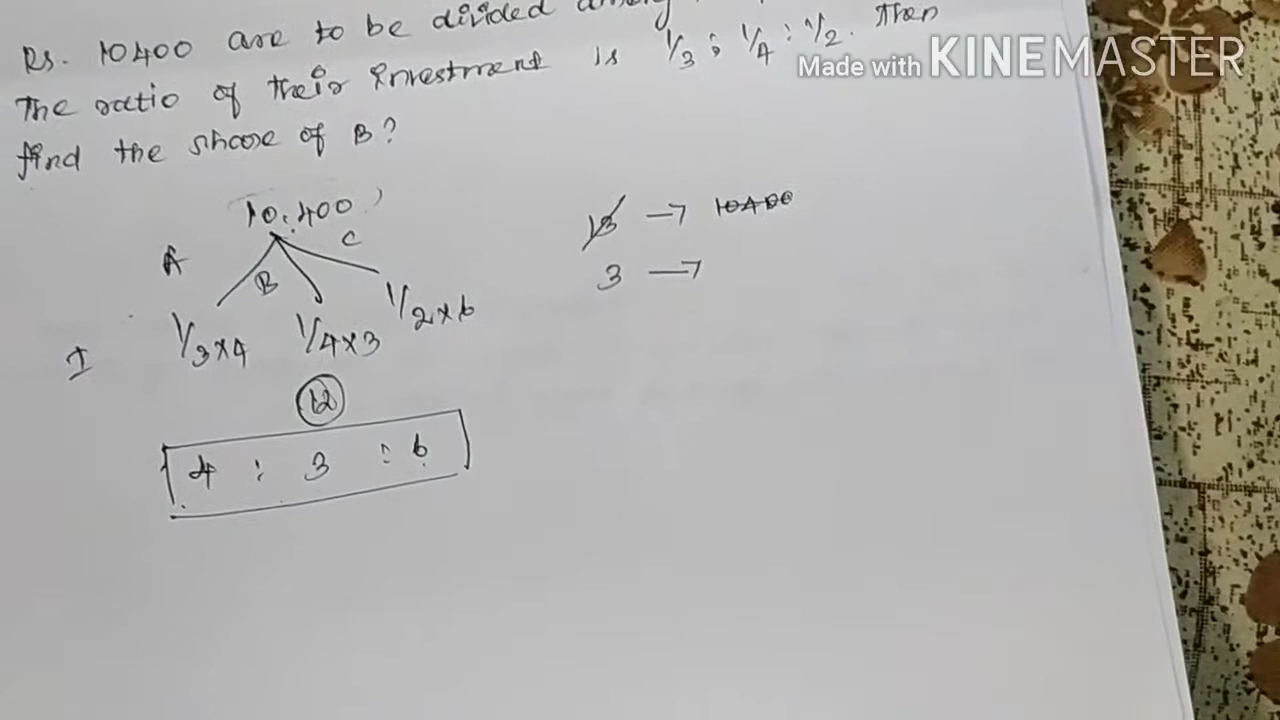 Rs. 10400 are to be divided among
The ratio of their investment is 1/3 : 1/4 : 1/2. Then
find the share of B?
Made with KINEMASTER
10,400
A
B
C
1/3 x 4 1/4 x 3 1/2 x 6
I
12
4 : 3 : 6
13 → 10400
3 →